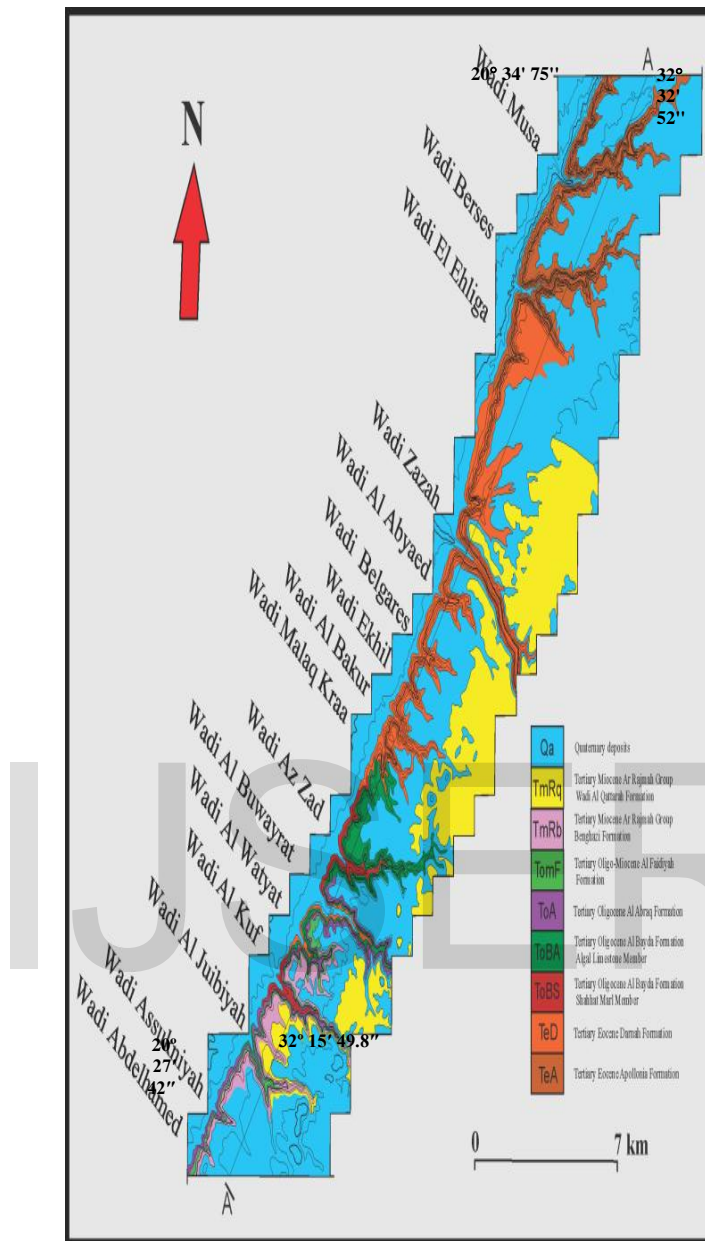 A
20° 34' 75''
32°
32'
52''
N
Wadi Musa
Wadi Berses
Wadi El Ehliga
Wadi Zazah
Wadi Al Abyaed
Wadi Belgares
Wadi Ekhil
Wadi Al Bakur
Wadi Malaq Kraa
Wadi Az Zad
Wadi Al Buwayrat
Wadi Al Watyat
Wadi Al Kuf
Wadi Al Juibiyah
Wadi Assukniyah
Wadi Abdelhamed
20°
27'
42''
32° 15' 49.8''
Qa Quaternary deposits
TmRq Tertiary Miocene Ar Rajmah Group
Wadi Al Qattarah Formation
TmRb Tertiary Miocene Ar Rajmah Group
Benghazi Formation
TomF Tertiary Oligo-Miocene Al Faidiyah
Formation
ToA Tertiary Oligocene Al Abraq Formation
ToBA Tertiary Oligocene Al Bayda Formation
Algal Limestone Member
ToBS Tertiary Oligocene Al Bayda Formation
Shahhat Marl Member
TeD Tertiary Eocene Darnah Formation
TeA Tertiary Eocene Apollonia Formation
0 7 km
A
IJSER